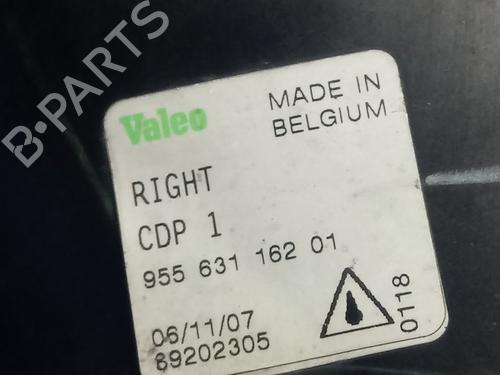 B-PARTS
Valeo
MADE IN
BELGIUM
RIGHT
CDP 1
955 631 162 01
06/11/07
89202305
0118